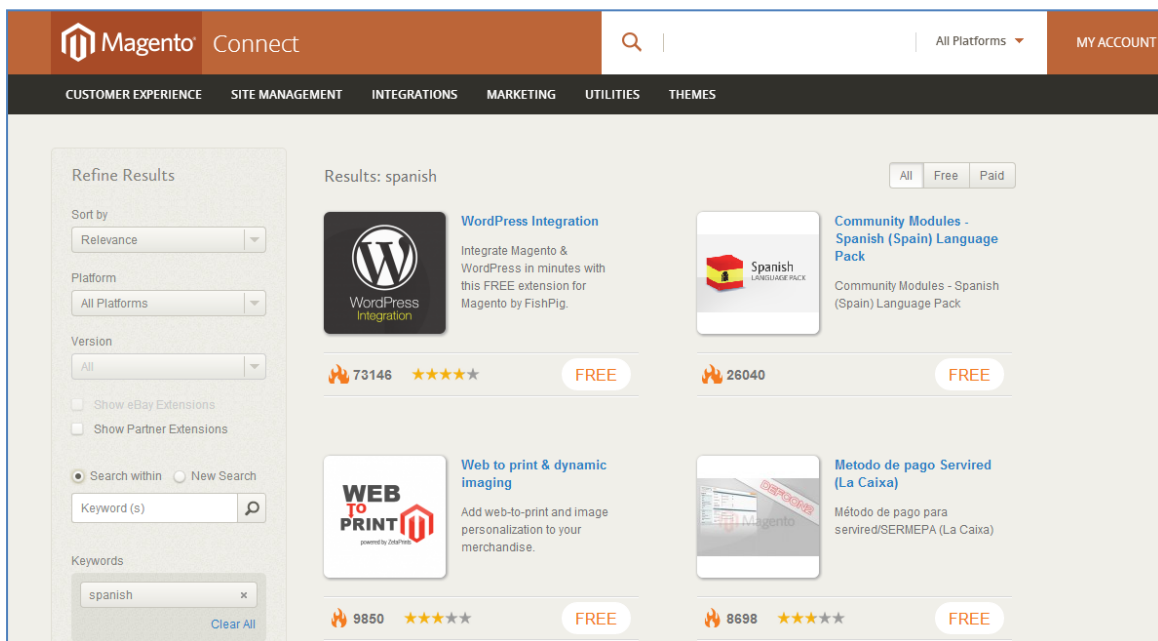 Magento® Connect
All Platforms
MY ACCOUNT
CUSTOMER EXPERIENCE SITE MANAGEMENT INTEGRATIONS MARKETING UTILITIES THEMES
Refine Results
Sort by
Relevance
Platform
All Platforms
Version
All
Show eBay Extensions
Show Partner Extensions
Search within New Search
Keyword (s)
Keywords
spanish ×
Clear All
Results: spanish
All Free Paid
WordPress
Integration
WordPress Integration
Integrate Magento &
WordPress in minutes with
this FREE extension for
Magento by FishPig.
73146 FREE
Spanish
LANGUAGE PACK
Community Modules -
Spanish (Spain) Language
Pack
Community Modules - Spanish
(Spain) Language Pack
26040 FREE
WEB
TO
PRINT
powered by ZetaPrints
Web to print & dynamic
imaging
Add web-to-print and image
personalization to your
merchandise.
9850 FREE
Magento
Metodo de pago Servired
(La Caixa)
Método de pago para
servired/SERMEPA (La Caixa)
8698 FREE